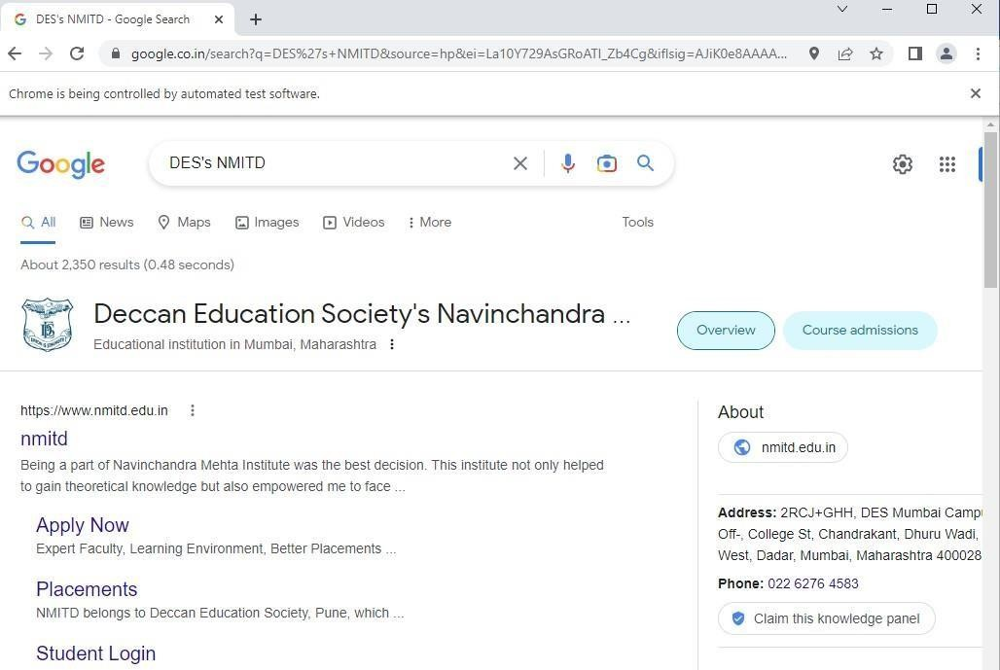 DES's NMITD - Google Search
google.co.in/search?q=DES%27s+NMITD&source=hp&ei=La10Y729AsGRoATI_Zb4Cg&iflsig=AJiK0e8AAAA...
Chrome is being controlled by automated test software.
Google
DES's NMITD
All News Maps Images Videos More Tools
About 2,350 results (0.48 seconds)
Deccan Education Society's Navinchandra ...
Educational institution in Mumbai, Maharashtra
Overview Course admissions
https://www.nmitd.edu.in
nmitd
Being a part of Navinchandra Mehta Institute was the best decision. This institute not only helped
to gain theoretical knowledge but also empowered me to face ...
Apply Now
Expert Faculty, Learning Environment, Better Placements ...
Placements
NMITD belongs to Deccan Education Society, Pune, which ...
Student Login
About
nmitd.edu.in
Address: 2RCJ+GHH, DES Mumbai Campu
Off-, College St, Chandrakant, Dhuru Wadi,
West, Dadar, Mumbai, Maharashtra 400028
Phone: 022 6276 4583
Claim this knowledge panel